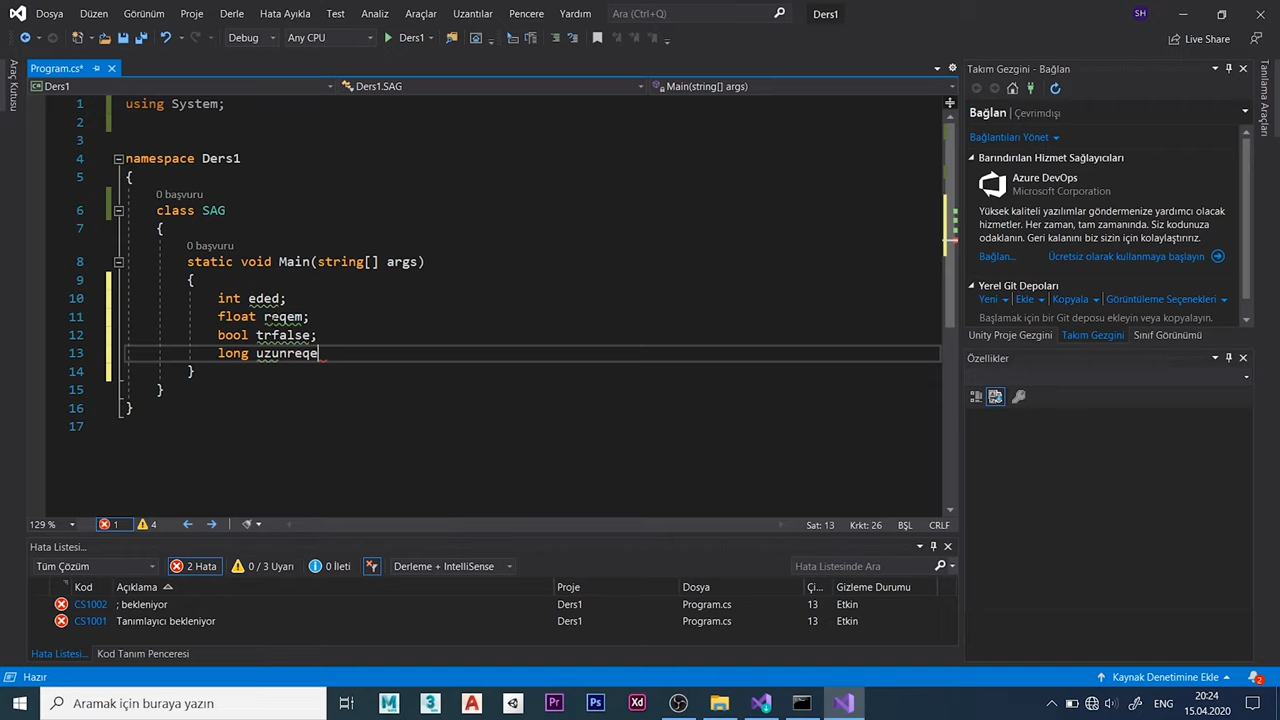 Dosya Düzen Görünüm Proje Derle Hata Ayıkla Test Analiz Araçlar Uzantılar Pencere Yardım Ara (Ctrl+Q) Ders1 SH
Debug Any CPU Ders1 Live Share
Araç Kutusu
Program.cs*
Ders1 Ders1.SAG Main(string[] args)
1 using System;
2
3
4 namespace Ders1
5 {
0 başvuru
6 class SAG
7 {
0 başvuru
8 static void Main(string[] args)
9 {
10 int eded;
11 float reqem;
12 bool trfalse;
13 long uzunreqe
14 }
15 }
16 }
17
129 % 1 4 Sat: 13 Krkt: 26 BŞL CRLF
Hata Listesi...
Tüm Çözüm 2 Hata 0 / 3 Uyarı 0 İleti Derleme + IntelliSense Hata Listesinde Ara
Kod Açıklama Proje Dosya Çi... Gizleme Durumu
CS1002 ; bekleniyor Ders1 Program.cs 13 Etkin
CS1001 Tanımlayıcı bekleniyor Ders1 Program.cs 13 Etkin
Hata Listesi... Kod Tanım Penceresi
Takım Gezgini - Bağlan
Bağlan | Çevrimdışı
Bağlantıları Yönet
Barındırılan Hizmet Sağlayıcıları
Azure DevOps
Microsoft Corporation
Yüksek kaliteli yazılımlar göndermenize yardımcı olacak
hizmetler. Her zaman, tam zamanında. Siz kodunuza
odaklanın. Geri kalanını biz sizin için kolaylaştırırız.
Bağlan... Ücretsiz olarak kullanmaya başlayın
Yerel Git Depoları
Yeni Ekle Kopyala Görüntüleme Seçenekleri
Başlamak için bir Git deposu ekleyin veya kopyalayın.
Unity Proje Gezgini Takım Gezgini Sınıf Görünümü
Özellikler
Tanılama Araçları
Hazır Kaynak Denetimine Ekle 2
Aramak için buraya yazın ENG 20:24
15.04.2020